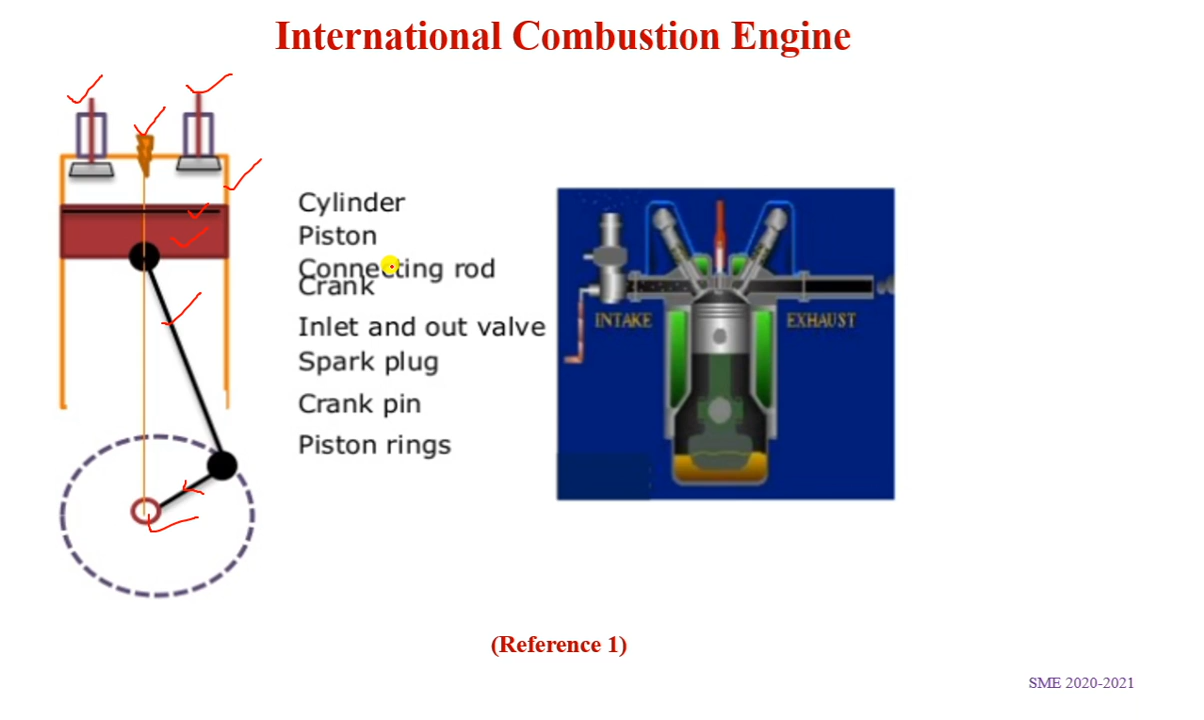 International Combustion Engine
Cylinder
Piston
Connecting rod
Crank
Inlet and out valve
Spark plug
Crank pin
Piston rings
INTAKE
EXHAUST
(Reference 1)
SME 2020-2021